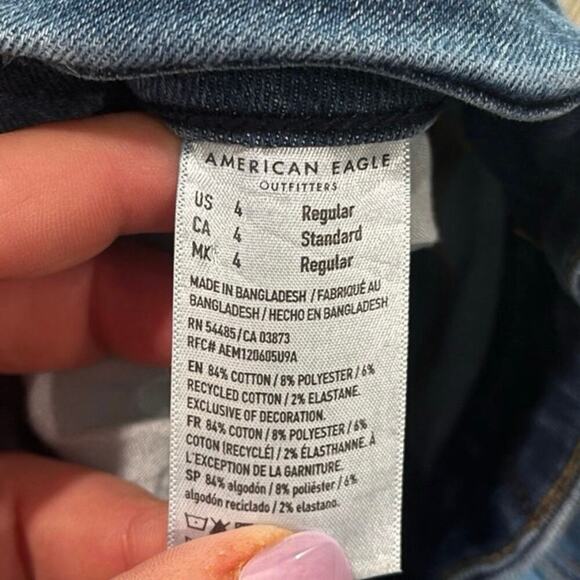 AMERICAN EAGLE
OUTFITTERS
US 4 Regular
CA 4 Standard
MK 4 Regular
MADE IN BANGLADESH / FABRIQUÉ AU
BANGLADESH / HECHO EN BANGLADESH
RN 54485/CA 03873
RFC# AEM120605U9A
EN 84% COTTON / 8% POLYESTER / 6%
RECYCLED COTTON / 2% ELASTANE.
EXCLUSIVE OF DECORATION.
FR 84% COTON / 8% POLYESTER / 6%
COTON (RECYCLÉ) / 2% ÉLASTHANNE. À
L'EXCEPTION DE LA GARNITURE.
SP 84% algodón / 8% poliéster / 6%
algodón reciclado / 2% elastano.